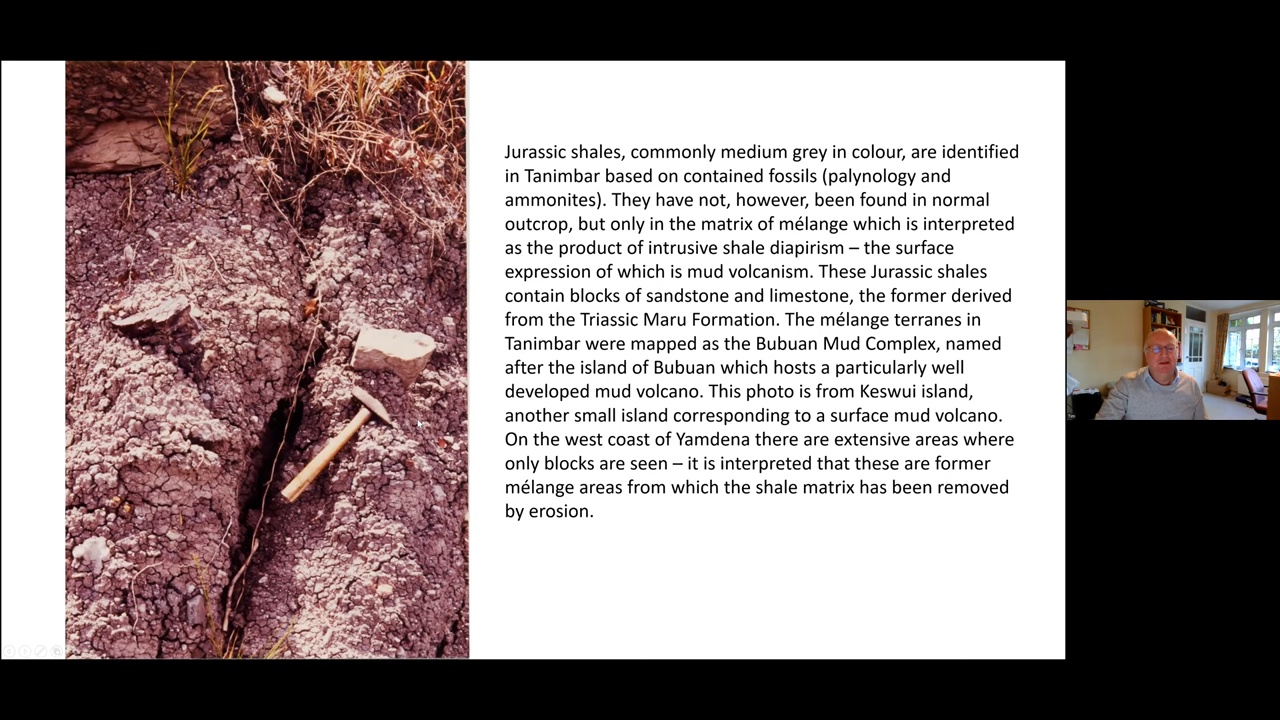 Jurassic shales, commonly medium grey in colour, are identified
in Tanimbar based on contained fossils (palynology and
ammonites). They have not, however, been found in normal
outcrop, but only in the matrix of mélange which is interpreted
as the product of intrusive shale diapirism – the surface
expression of which is mud volcanism. These Jurassic shales
contain blocks of sandstone and limestone, the former derived
from the Triassic Maru Formation. The mélange terranes in
Tanimbar were mapped as the Bubuan Mud Complex, named
after the island of Bubuan which hosts a particularly well
developed mud volcano. This photo is from Keswui island,
another small island corresponding to a surface mud volcano.
On the west coast of Yamdena there are extensive areas where
only blocks are seen – it is interpreted that these are former
mélange areas from which the shale matrix has been removed
by erosion.